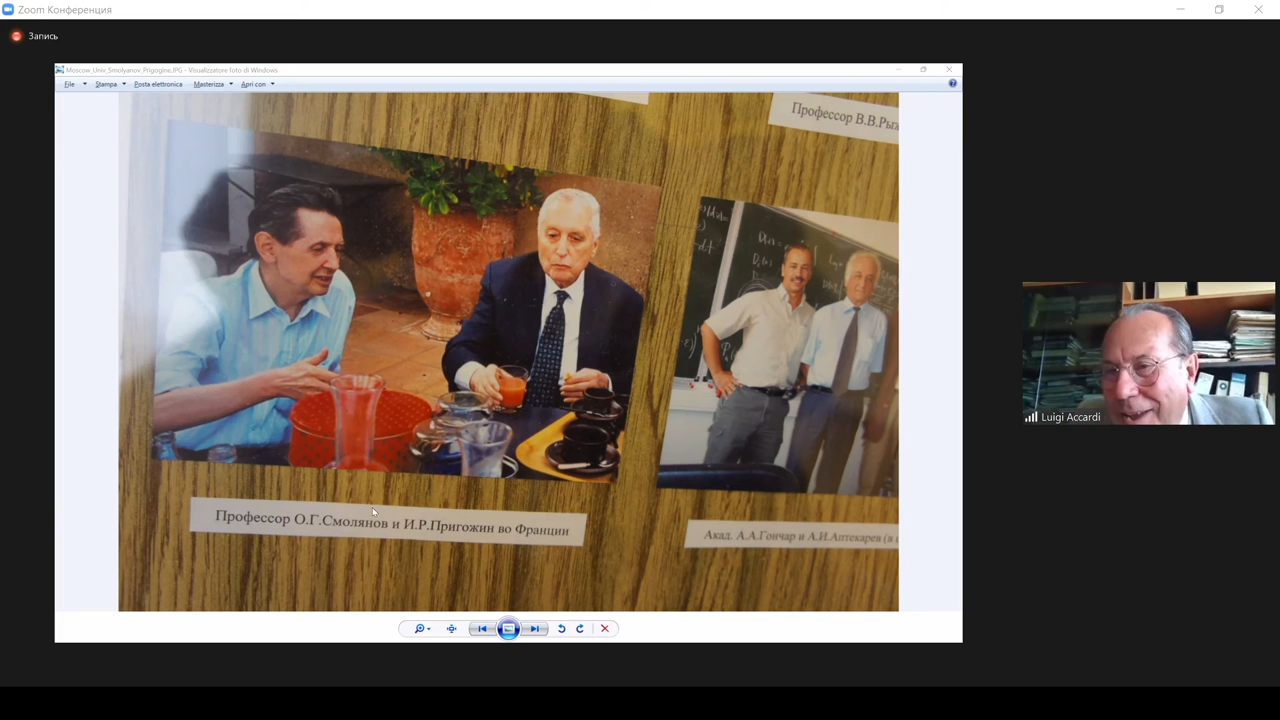 Zoom Конференция
Запись
Moscow_Univ_Smolyanov_Prigogine.JPG - Visualizzatore foto di Windows
File Stampa Posta elettronica Masterizza Apri con
Профессор В.В.
Профессор О.Г.Смолянов и И.Р.Пригожин во Франции
Акад. А.А.Гончар и А.И.Аптекарев (в
Luigi Accardi